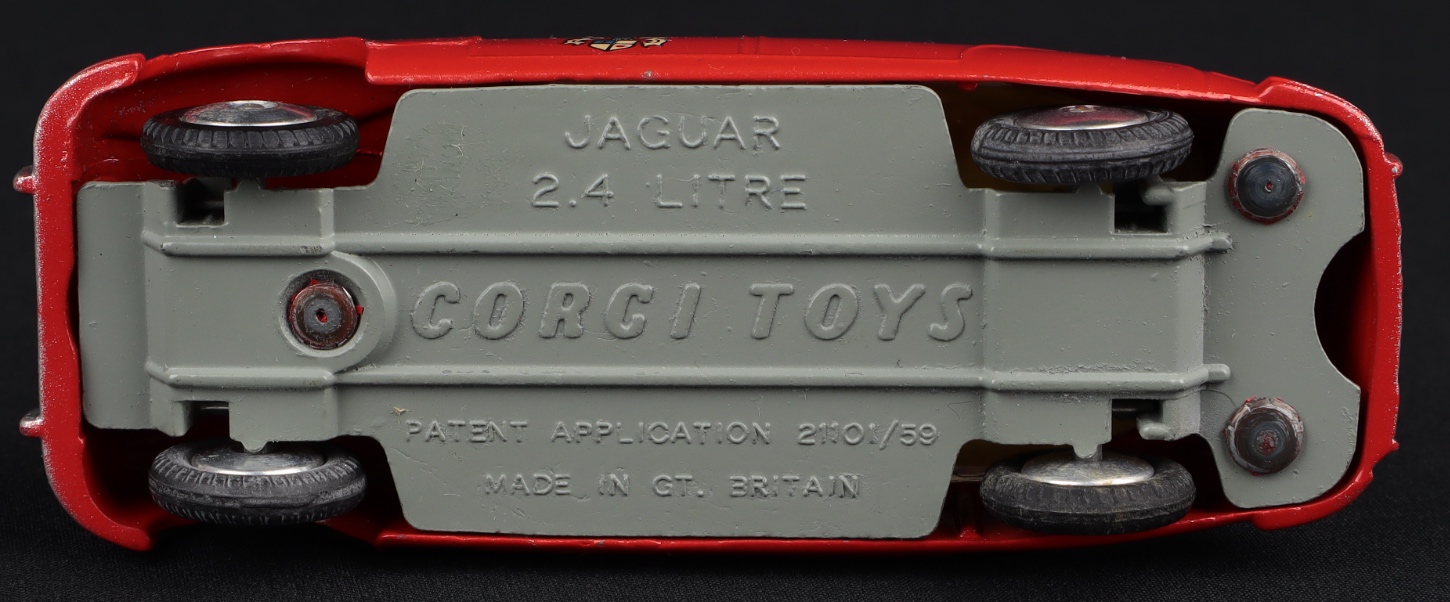 JAGUAR
2.4 LITRE
CORGI TOYS
PATENT APPLICATION 21101/59
MADE IN GT. BRITAIN